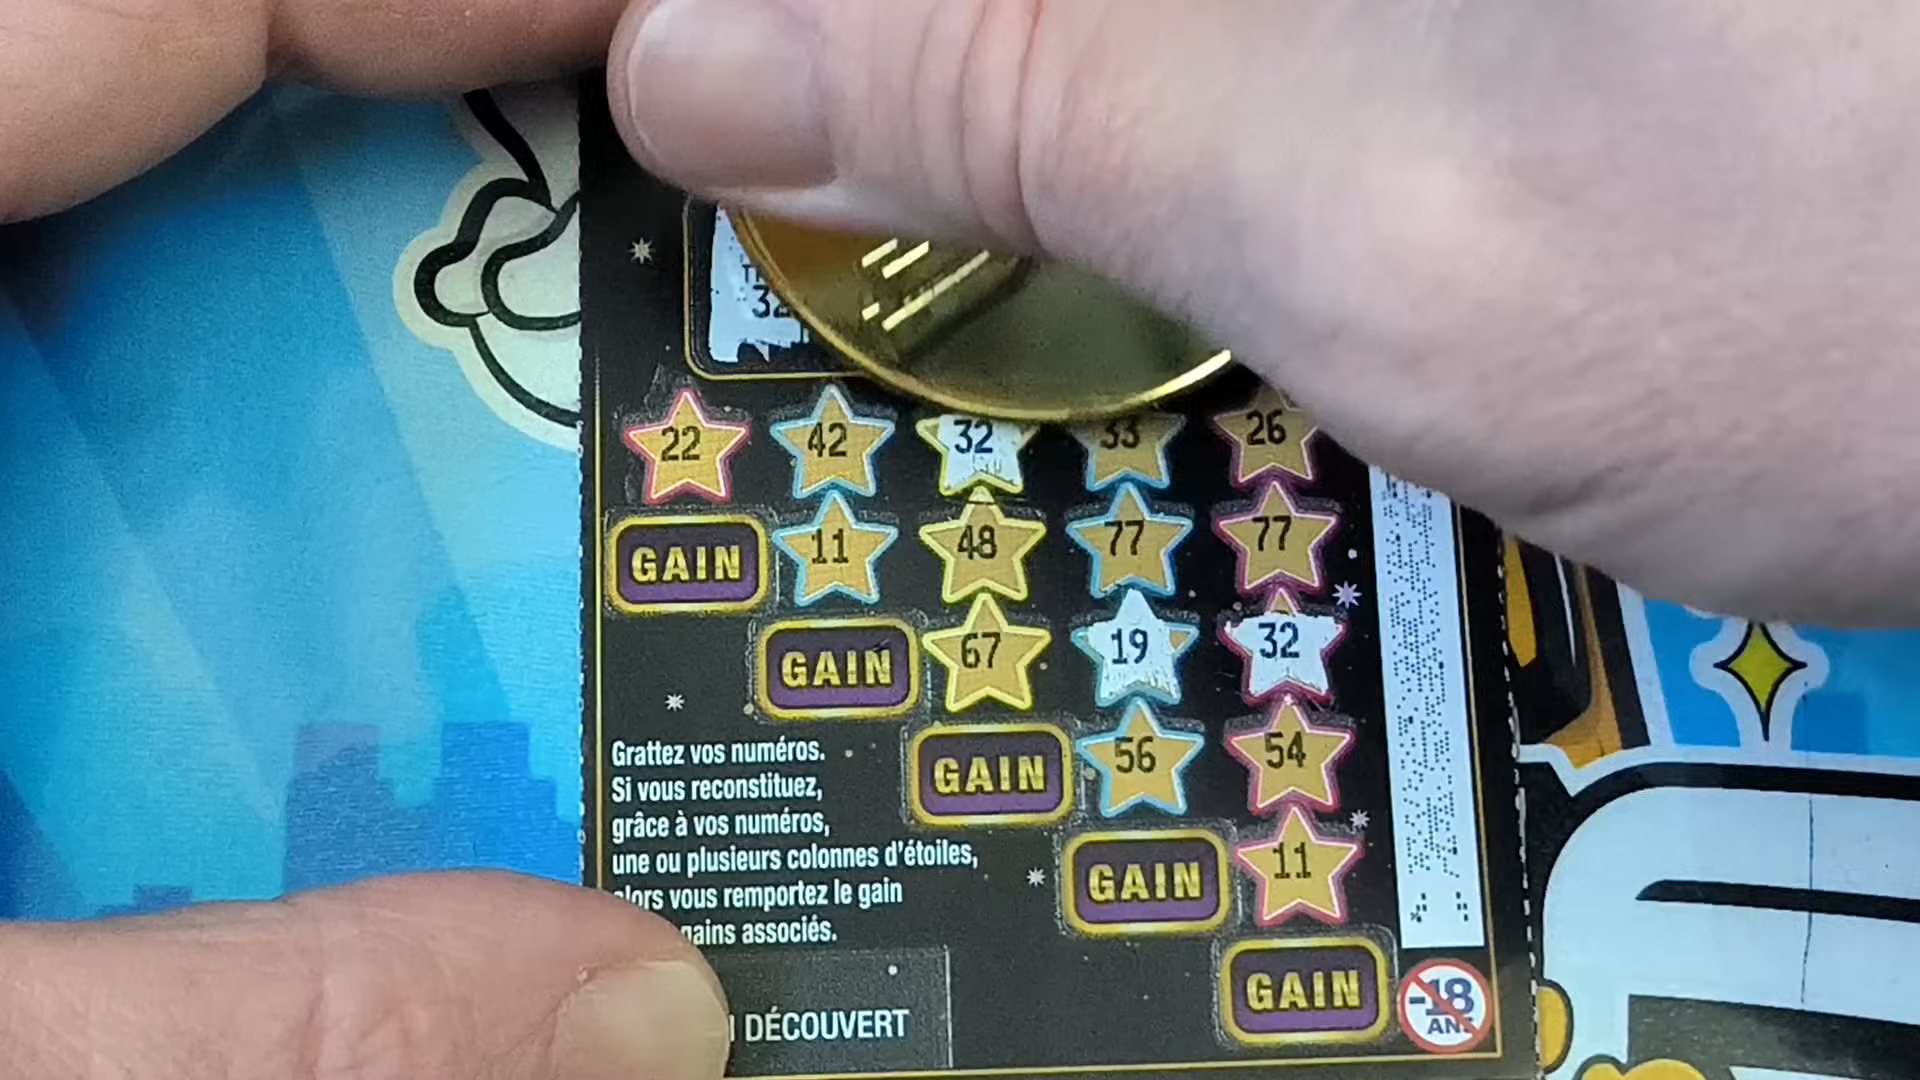 32
22 42 32 33 26
GAIN 11 48 77 77
GAIN 67 19 32
GAIN 56 54
GAIN 11
GAIN
Grattez vos numéros.
Si vous reconstituez,
grâce à vos numéros,
une ou plusieurs colonnes d'étoiles,
alors vous remportez le gain
gains associés.
DÉCOUVERT
-18
ANS